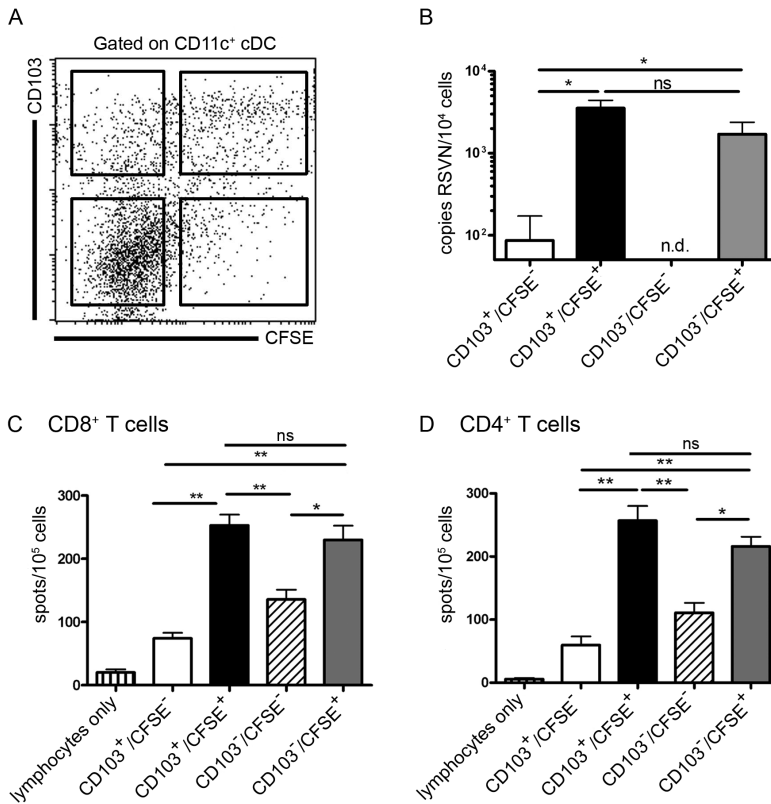 A
Gated on CD11c⁺ cDC
CD103
CFSE
B
copies RSVN/10⁴ cells
10⁴
10³
10²
*
*
ns
n.d.
CD103⁺/CFSE⁻
CD103⁺/CFSE⁺
CD103⁻/CFSE⁻
CD103⁻/CFSE⁺
C CD8⁺ T cells
spots/10⁵ cells
300
200
100
0
ns
**
**
**
*
lymphocytes only
CD103⁺/CFSE⁻
CD103⁺/CFSE⁺
CD103⁻/CFSE⁻
CD103⁻/CFSE⁺
D CD4⁺ T cells
spots/10⁵ cells
300
200
100
0
ns
**
**
**
*
lymphocytes only
CD103⁺/CFSE⁻
CD103⁺/CFSE⁺
CD103⁻/CFSE⁻
CD103⁻/CFSE⁺